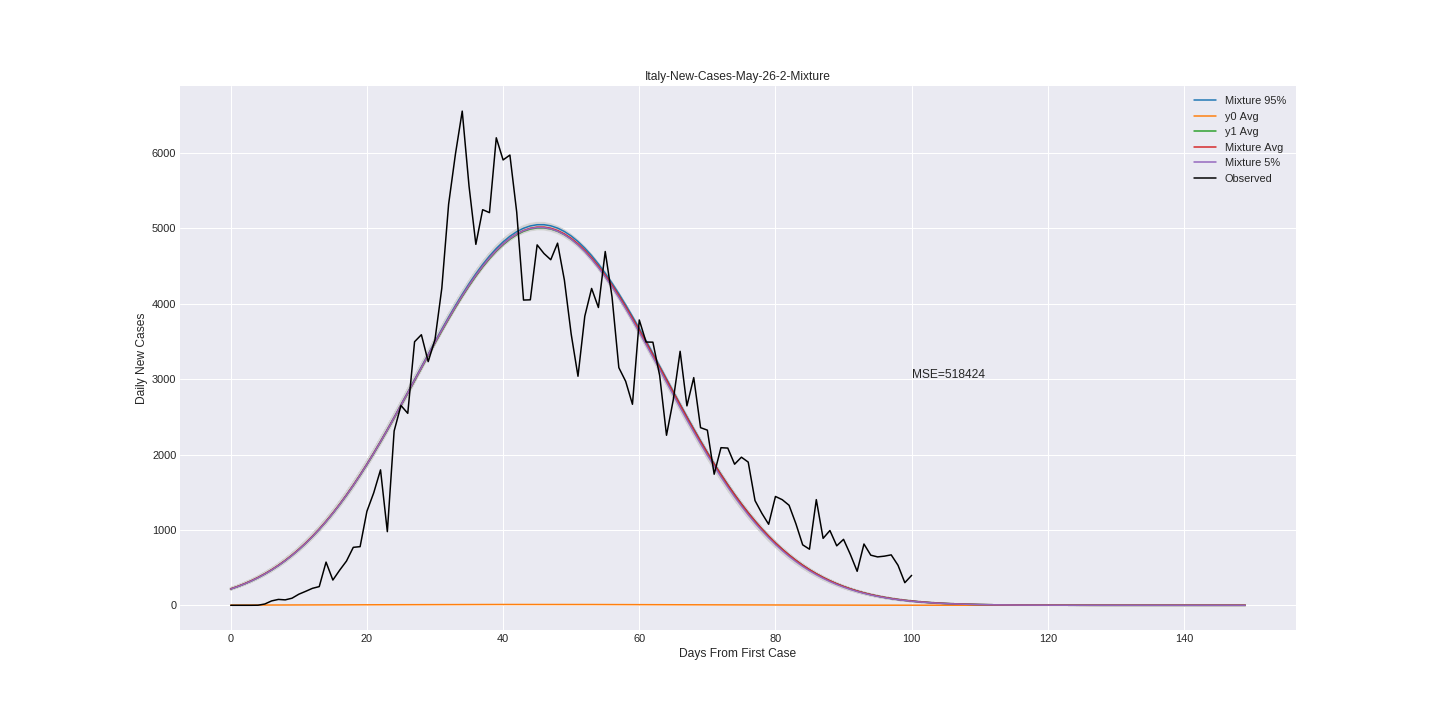 Italy-New-Cases-May-26-2-Mixture
Mixture 95%
y0 Avg
y1 Avg
Mixture Avg
Mixture 5%
Observed
Daily New Cases
6000
5000
4000
3000
2000
1000
0
MSE=518424
0 20 40 60 80 100 120 140
Days From First Case